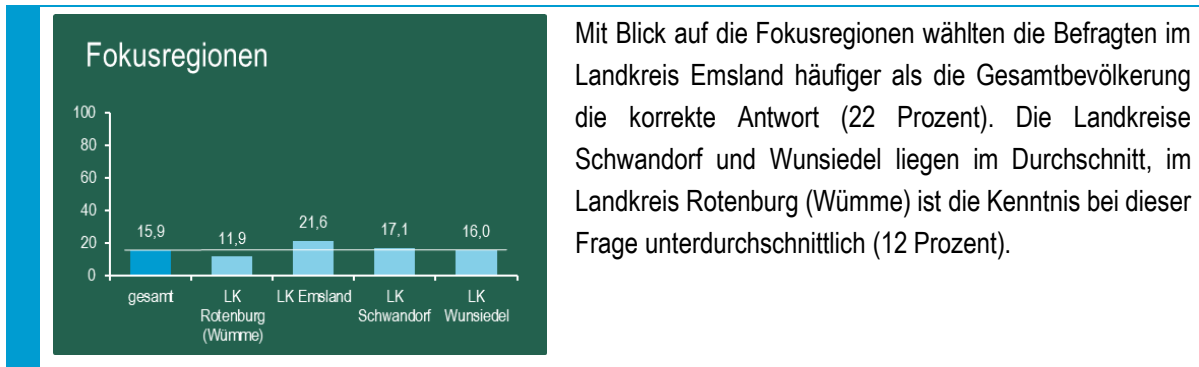 Fokusregionen
100
80
60
40
20
0
15,9
11,9
21,6
17,1
16,0
gesamt
LK
Rotenburg
(Wümme)
LK Emsland
LK
Schwandorf
LK
Wunsiedel
Mit Blick auf die Fokusregionen wählten die Befragten im
Landkreis Emsland häufiger als die Gesamtbevölkerung
die korrekte Antwort (22 Prozent). Die Landkreise
Schwandorf und Wunsiedel liegen im Durchschnitt, im
Landkreis Rotenburg (Wümme) ist die Kenntnis bei dieser
Frage unterdurchschnittlich (12 Prozent).